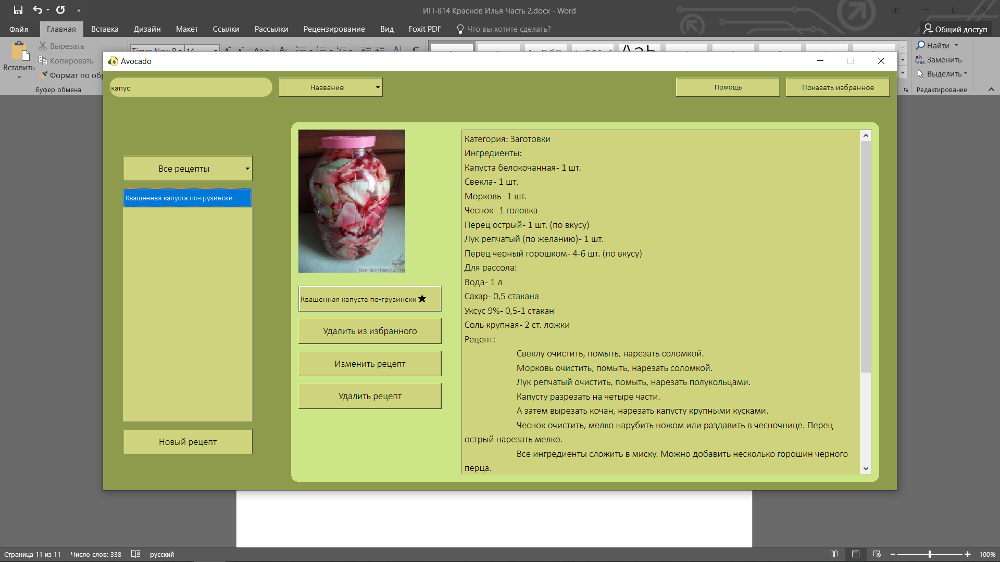 ИП-814 Краснов Илья Часть 2.docx - Word
Файл Главная Вставка Дизайн Макет Ссылки Рассылки Рецензирование Вид Foxit PDF Что вы хотите сделать? Общий доступ
Вырезать
Копировать
Формат по обр
Вставить
Буфер обмена
14
Найти
Заменить
Выделить
Редактирование
Avocado
капус
Название
Помощь
Показать избранное
Все рецепты
Квашенная капуста по-грузински
Новый рецепт
RussianFood.com
Квашенная капуста по-грузински ★
Удалить из избранного
Изменить рецепт
Удалить рецепт
Категория: Заготовки
Ингредиенты:
Капуста белокочанная- 1 шт.
Свекла- 1 шт.
Морковь- 1 шт.
Чеснок- 1 головка
Перец острый- 1 шт. (по вкусу)
Лук репчатый (по желанию)- 1 шт.
Перец черный горошком- 4-6 шт. (по вкусу)
Для рассола:
Вода- 1 л
Сахар- 0,5 стакана
Уксус 9%- 0,5-1 стакан
Соль крупная- 2 ст. ложки
Рецепт:
Свеклу очистить, помыть, нарезать соломкой.
Морковь очистить, помыть, нарезать соломкой.
Лук репчатый очистить, помыть, нарезать полукольцами.
Капусту разрезать на четыре части.
А затем вырезать кочан, нарезать капусту крупными кусками.
Чеснок очистить, мелко нарубить ножом или раздавить в чесночнице. Перец
острый нарезать мелко.
Все ингредиенты сложить в миску. Можно добавить несколько горошин черного
перца.
Страница 11 из 11 Число слов: 338 русский 100%